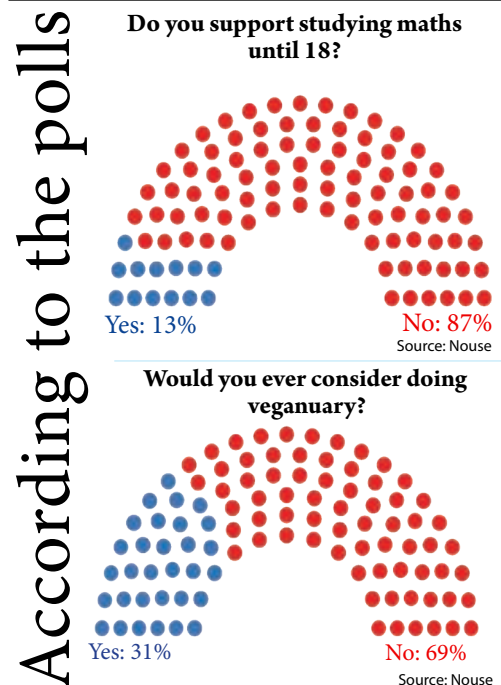 According to the polls
Do you support studying maths
until 18?
Yes: 13%
No: 87%
Source: Nouse
Would you ever consider doing
veganuary?
Yes: 31%
No: 69%
Source: Nouse